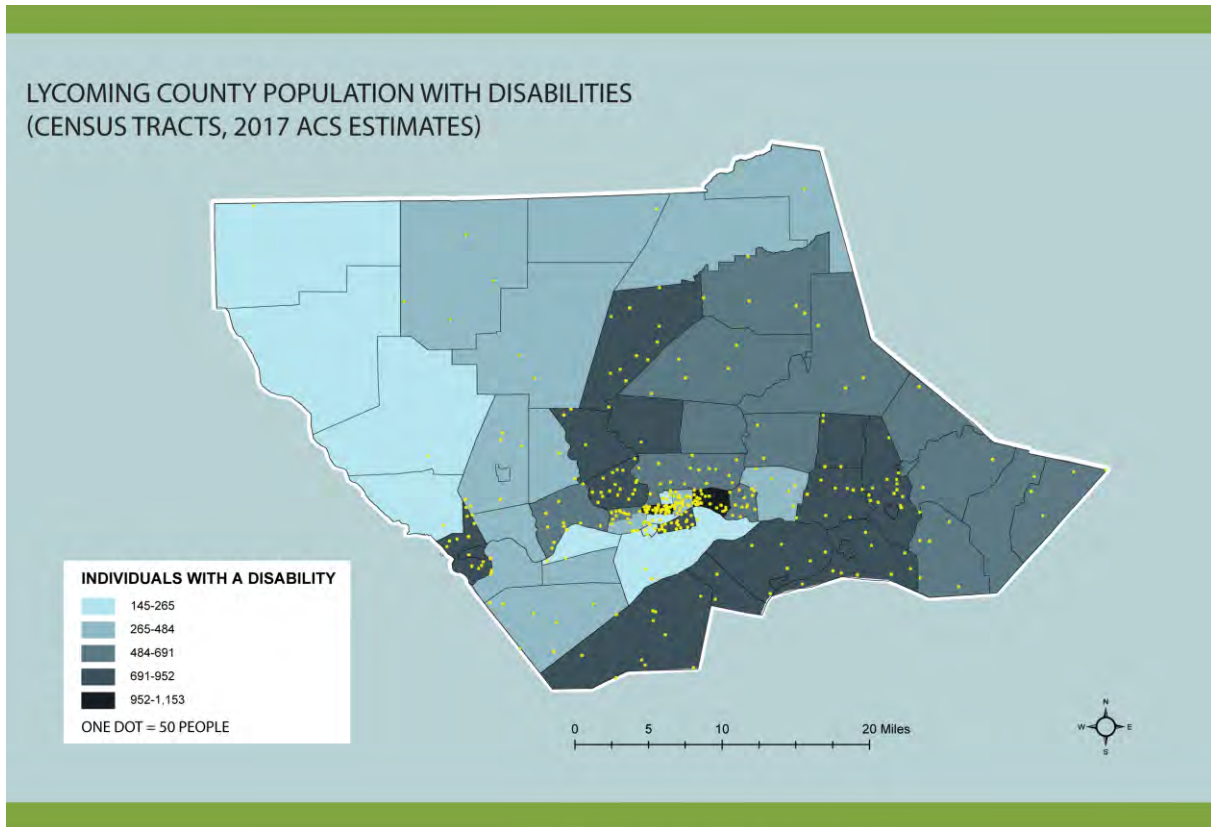 LYCOMING COUNTY POPULATION WITH DISABILITIES
(CENSUS TRACTS, 2017 ACS ESTIMATES)
INDIVIDUALS WITH A DISABILITY
145-265
265-484
484-691
691-952
952-1,153
ONE DOT = 50 PEOPLE
0 5 10 20 Miles
N
W E
S